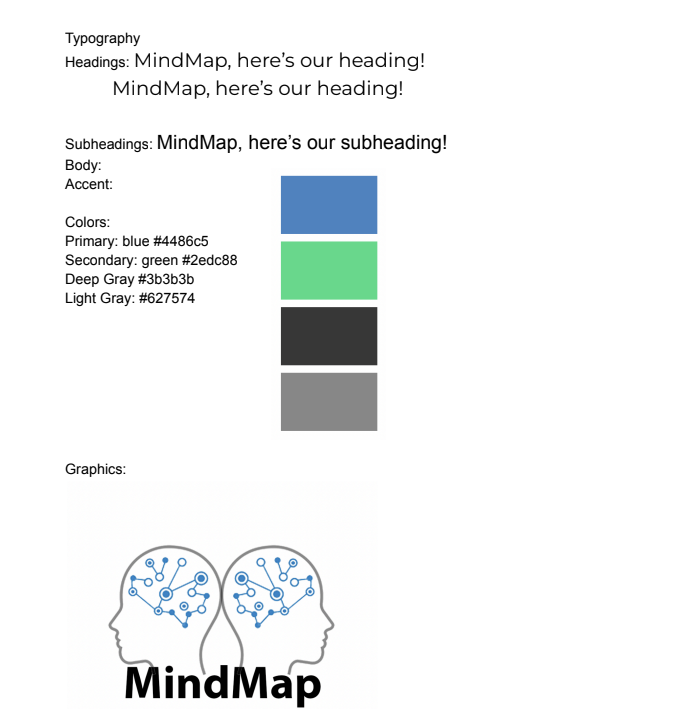 Typography
Headings: MindMap, here’s our heading!
MindMap, here’s our heading!
Subheadings: MindMap, here’s our subheading!
Body:
Accent:
Colors:
Primary: blue #4486c5
Secondary: green #2edc88
Deep Gray #3b3b3b
Light Gray: #627574
Graphics:
MindMap